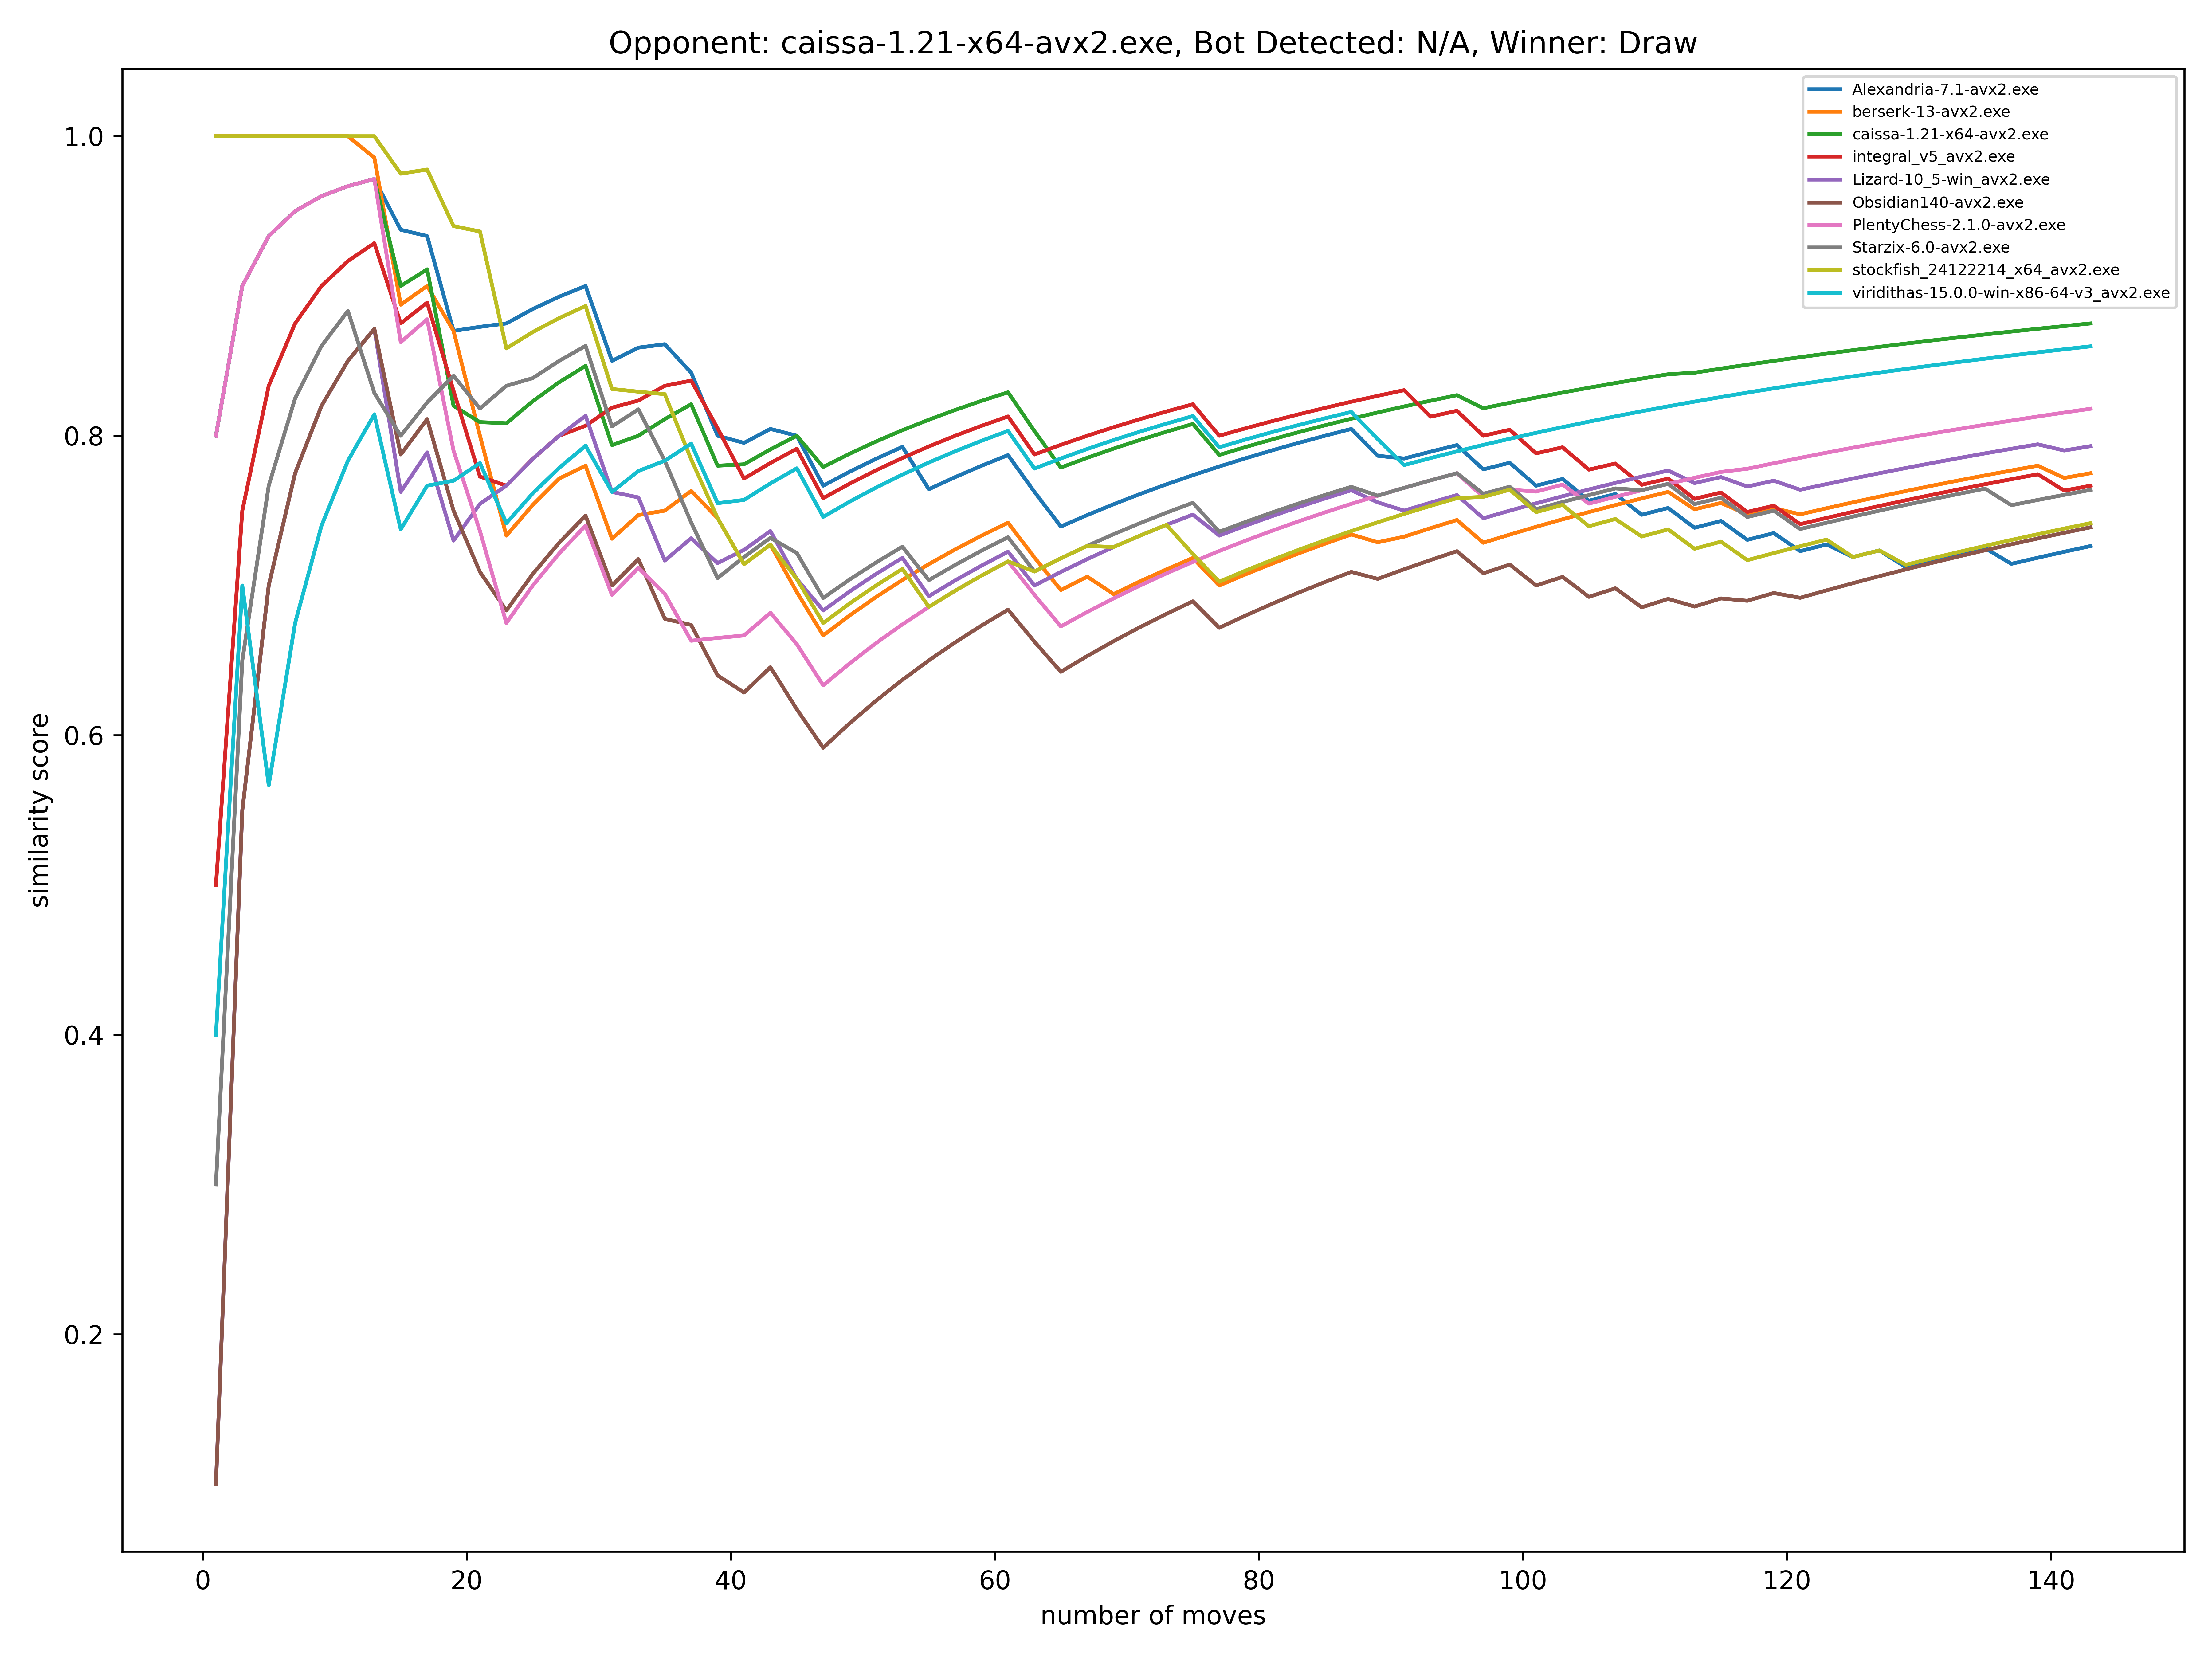 Opponent: caissa-1.21-x64-avx2.exe, Bot Detected: N/A, Winner: Draw
Alexandria-7.1-avx2.exe
berserk-13-avx2.exe
caissa-1.21-x64-avx2.exe
integral_v5_avx2.exe
Lizard-10_5-win_avx2.exe
Obsidian140-avx2.exe
PlentyChess-2.1.0-avx2.exe
Starzix-6.0-avx2.exe
stockfish_24122214_x64_avx2.exe
viridithas-15.0.0-win-x86-64-v3_avx2.exe
1.0
0.8
0.6
0.4
0.2
similarity score
0 20 40 60 80 100 120 140
number of moves